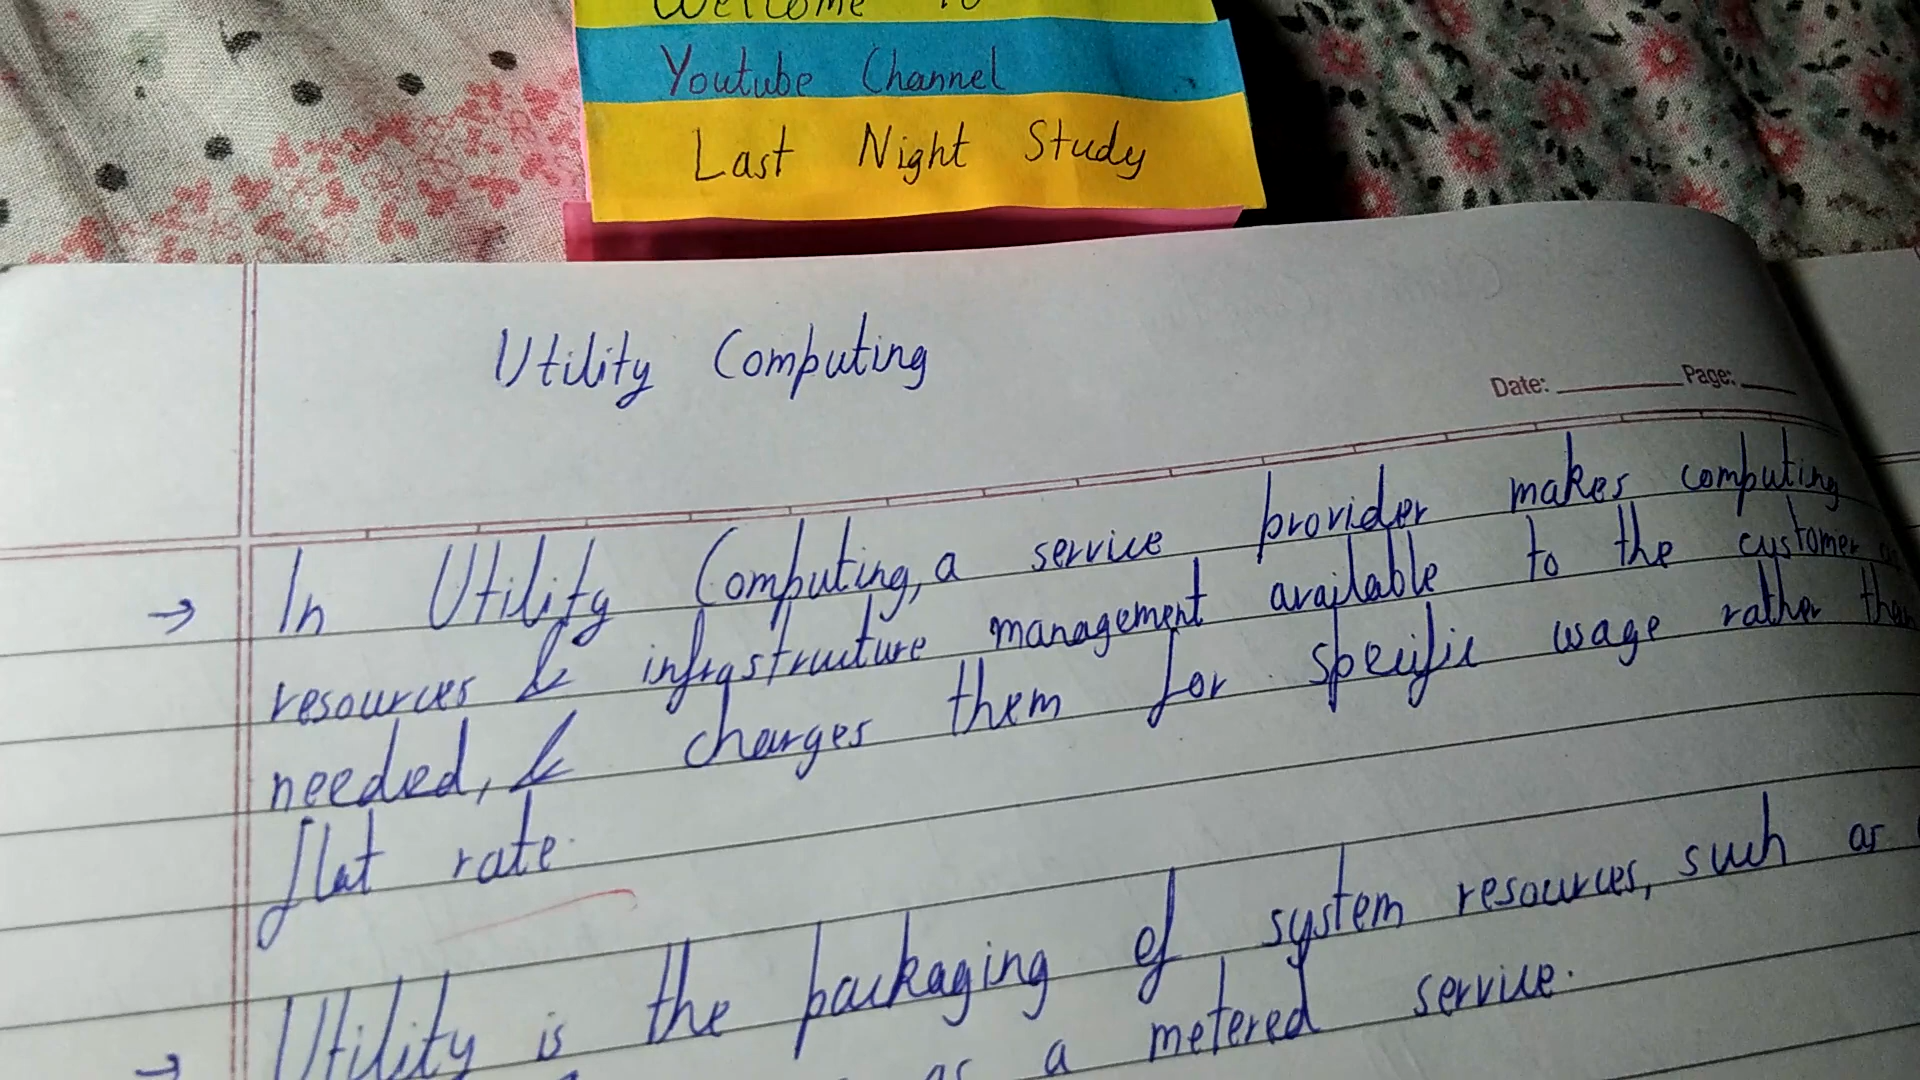 Welcome To
Youtube Channel
Last Night Study
Utility Computing
Date: Page:
→ In Utility Computing, a service provider makes computing
resources & infrastructure management available to the customer as
needed, & charges them for specific usage rather than
flat rate.
→ Utility is the packaging of system resources, such as
as a metered service.